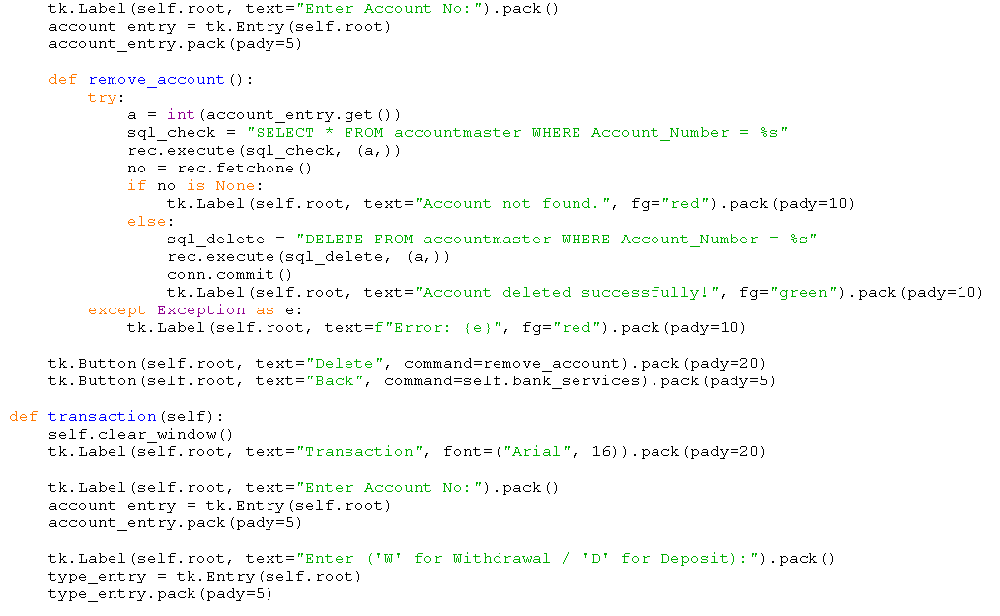 tk.Label(self.root, text="Enter Account No:").pack()
    account_entry = tk.Entry(self.root)
    account_entry.pack(pady=5)

    def remove_account():
        try:
            a = int(account_entry.get())
            sql_check = "SELECT * FROM accountmaster WHERE Account_Number = %s"
            rec.execute(sql_check, (a,))
            no = rec.fetchone()
            if no is None:
                tk.Label(self.root, text="Account not found.", fg="red").pack(pady=10)
            else:
                sql_delete = "DELETE FROM accountmaster WHERE Account_Number = %s"
                rec.execute(sql_delete, (a,))
                conn.commit()
                tk.Label(self.root, text="Account deleted successfully!", fg="green").pack(pady=10)
        except Exception as e:
            tk.Label(self.root, text=f"Error: {e}", fg="red").pack(pady=10)

    tk.Button(self.root, text="Delete", command=remove_account).pack(pady=20)
    tk.Button(self.root, text="Back", command=self.bank_services).pack(pady=5)

def transaction(self):
    self.clear_window()
    tk.Label(self.root, text="Transaction", font=("Arial", 16)).pack(pady=20)

    tk.Label(self.root, text="Enter Account No:").pack()
    account_entry = tk.Entry(self.root)
    account_entry.pack(pady=5)

    tk.Label(self.root, text="Enter ('W' for Withdrawal / 'D' for Deposit):").pack()
    type_entry = tk.Entry(self.root)
    type_entry.pack(pady=5)